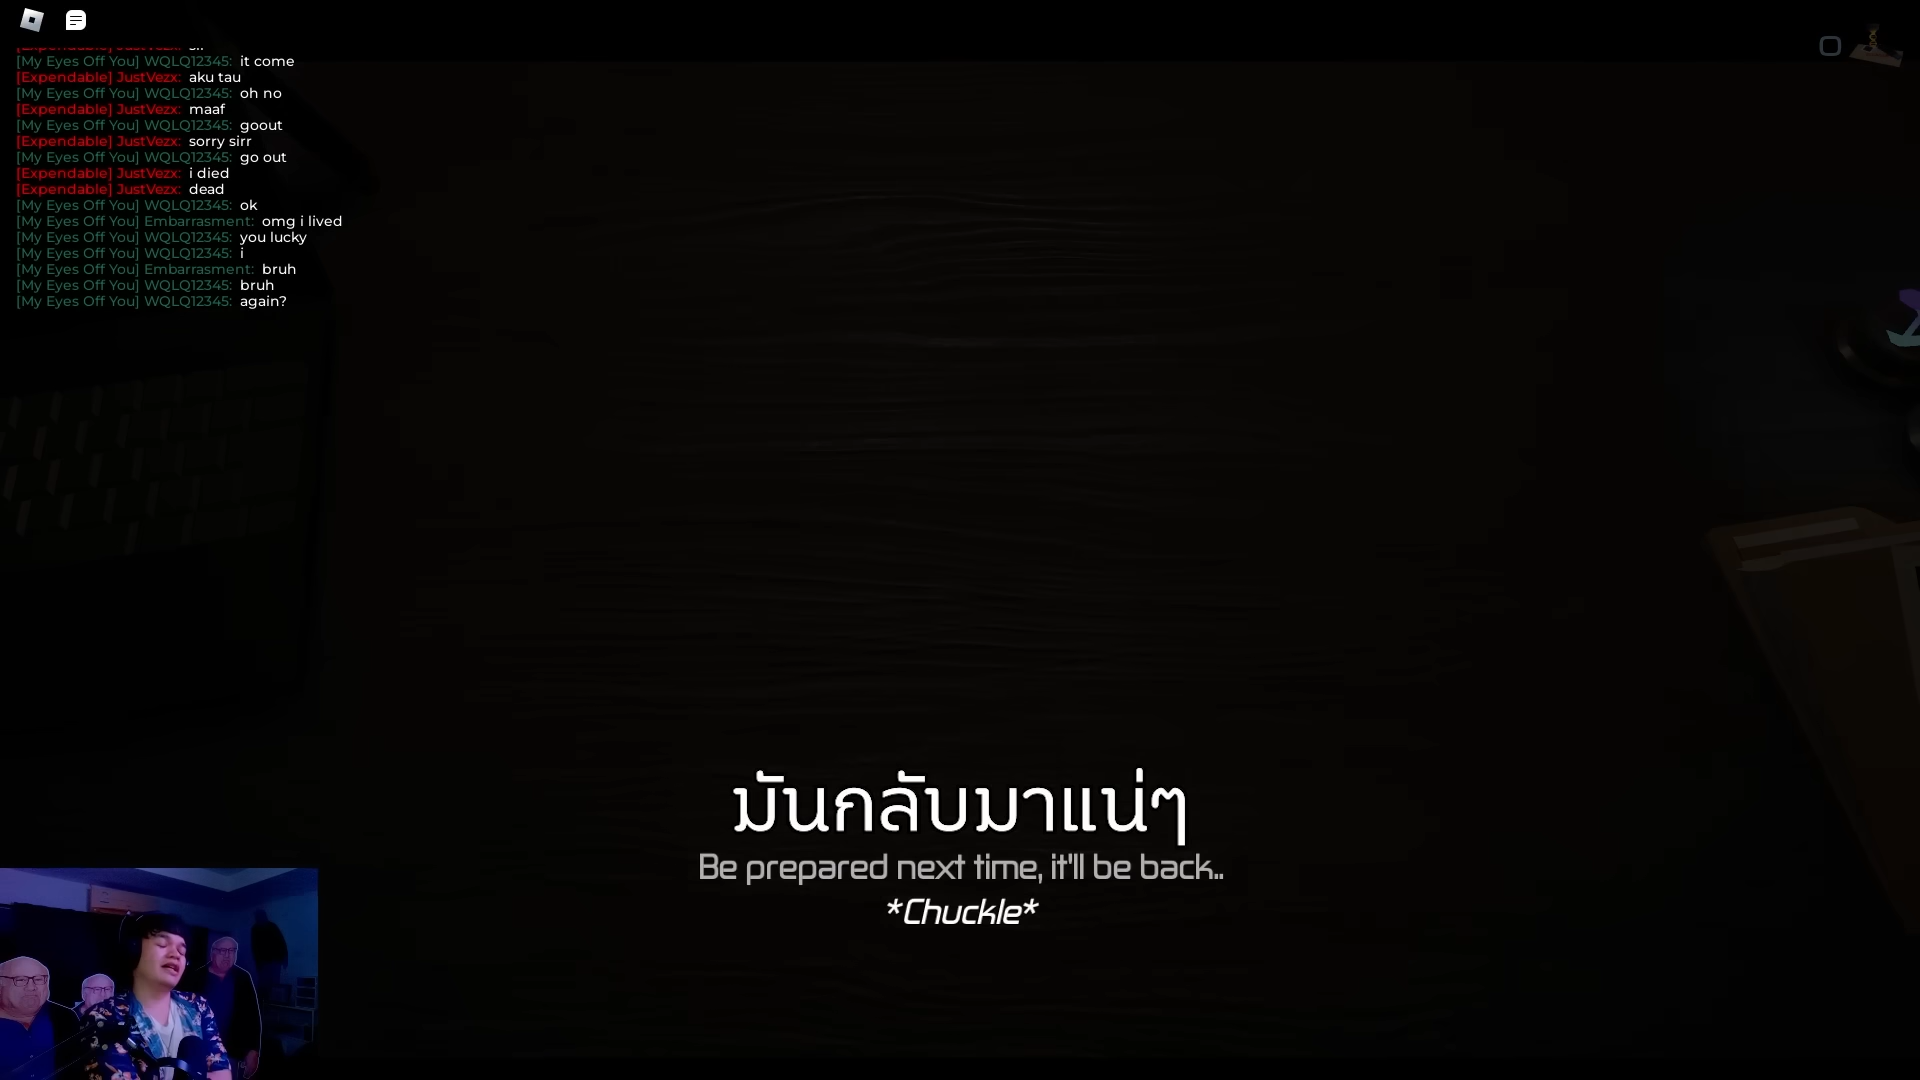 [Expendable] JustVezx: sir
[My Eyes Off You] WQLQ12345: it come
[Expendable] JustVezx: aku tau
[My Eyes Off You] WQLQ12345: oh no
[Expendable] JustVezx: maaf
[My Eyes Off You] WQLQ12345: goout
[Expendable] JustVezx: sorry sirr
[My Eyes Off You] WQLQ12345: go out
[Expendable] JustVezx: i died
[Expendable] JustVezx: dead
[My Eyes Off You] WQLQ12345: ok
[My Eyes Off You] Embarrasment: omg i lived
[My Eyes Off You] WQLQ12345: you lucky
[My Eyes Off You] WQLQ12345: i
[My Eyes Off You] Embarrasment: bruh
[My Eyes Off You] WQLQ12345: bruh
[My Eyes Off You] WQLQ12345: again?
มันกลับมาแน่ๆ
Be prepared next time, it'll be back..
*Chuckle*